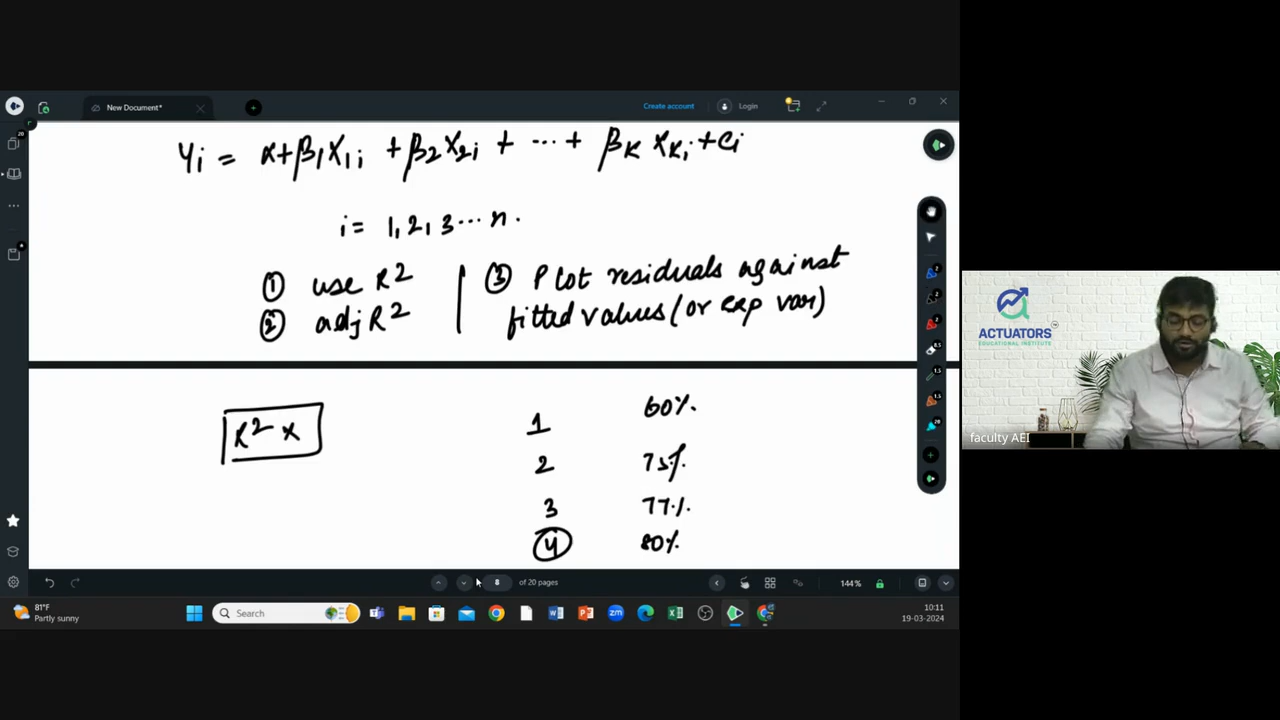 New Document*
Create account
Login
Yi = α+β1X1i +β2X2i + ... + βK XKi +ei
i = 1,2,3...n.
① use R2
② adj R2
③ Plot residuals against
fitted values (or exp var)
R2 x
1 60%.
2 75%.
3 77%.
④ 80%.
8 of 20 pages
144%
81°F
Partly sunny
Search
10:11
19-03-2024
ACTUATORS
EDUCATIONAL INSTITUTE
faculty AEI